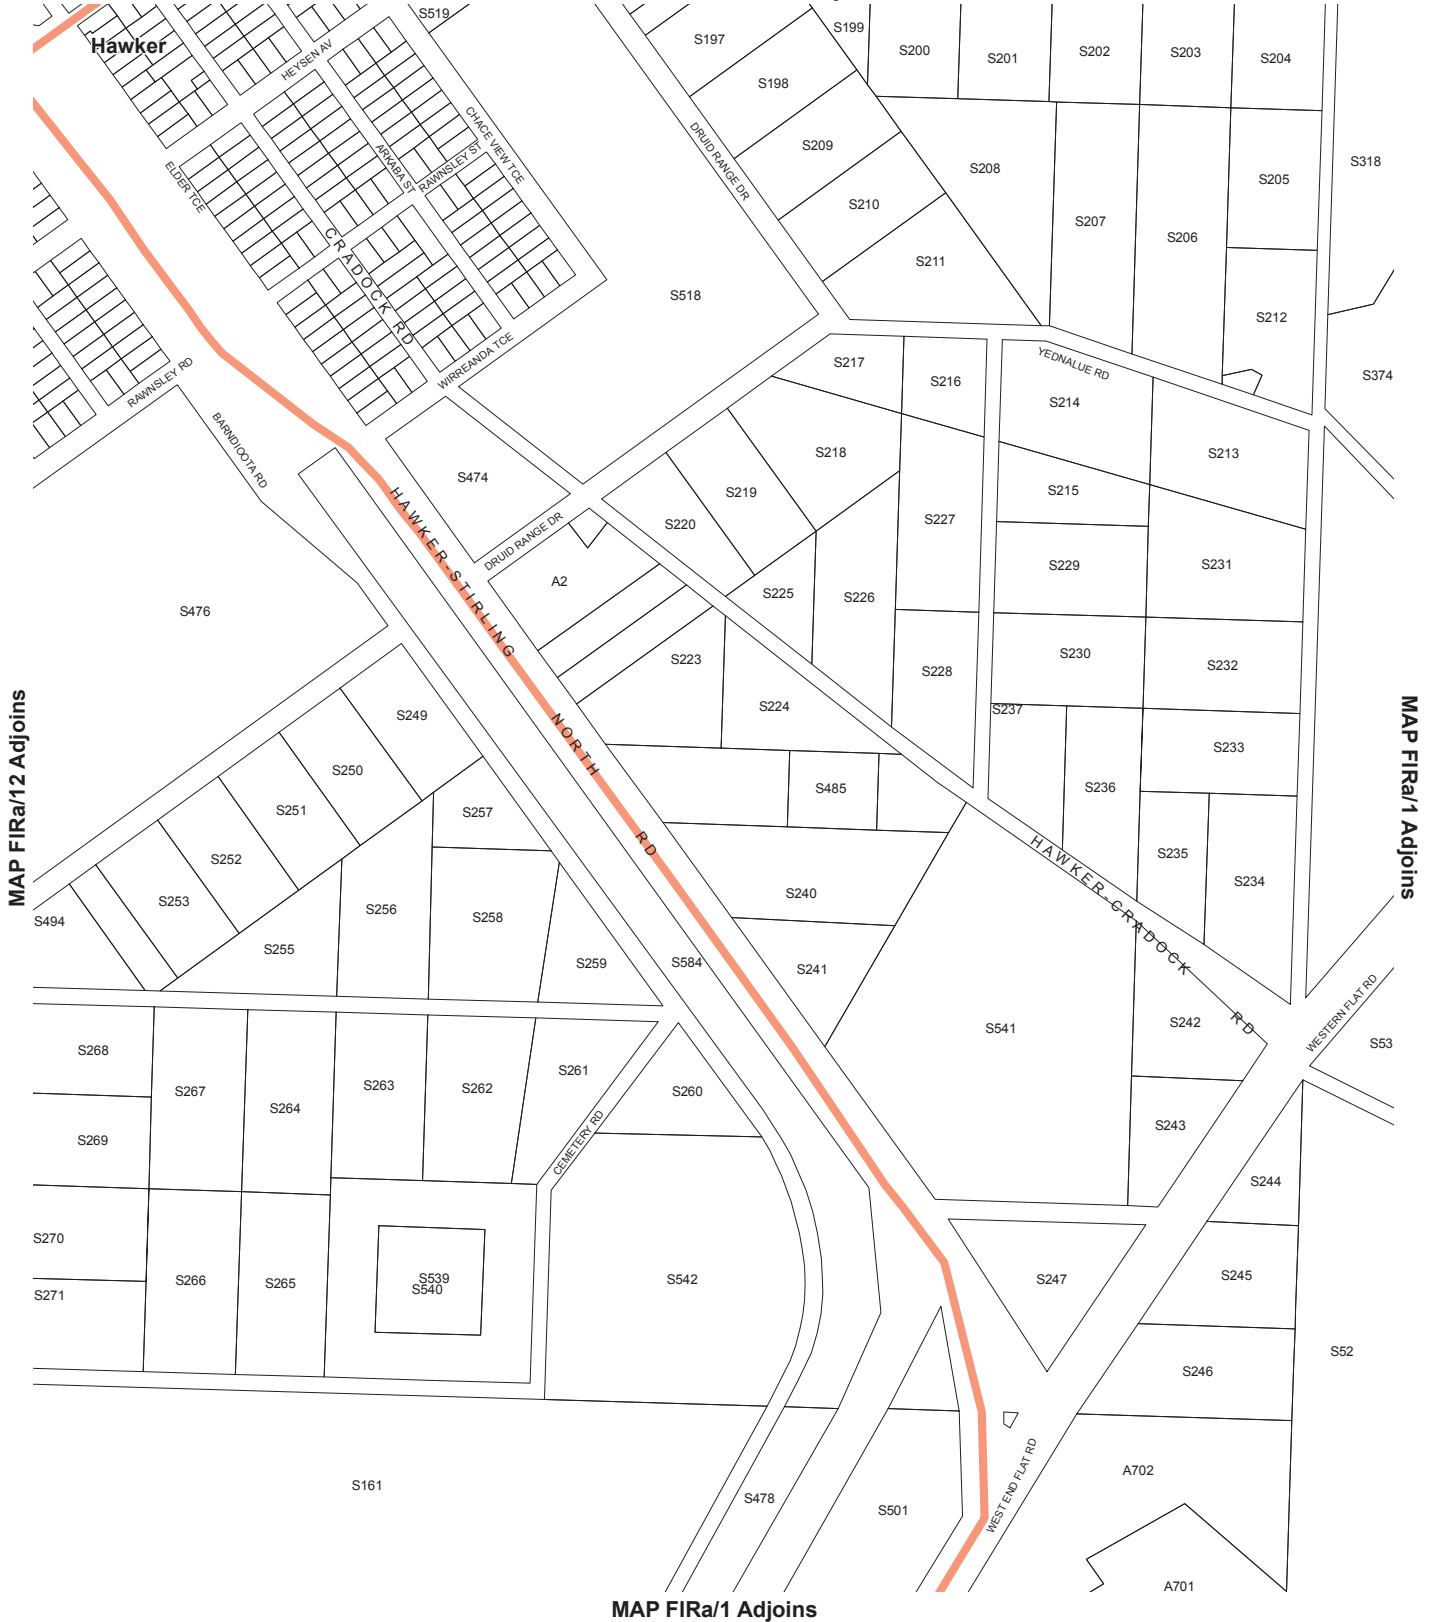 S519
Hawker
HEYSEN AV
S197
S199
S200
S201
S202
S203
S204
S198
CHACE VIEW TCE
DRUID RANGE DR
S209
S208
S205
S318
ARKABA ST
RAWNSLEY ST
ELDER TCE
S210
S207
S206
CRADOCK RD
S211
S518
S212
WIRREANDA TCE
S217
S216
YEDNALUE RD
S374
RAWNSLEY RD
S214
BARNDIOOTA RD
S218
S213
S474
S219
S215
S220
S227
DRUID RANGE DR
HAWKER-STIRLING NORTH RD
A2
S229
S231
S225
S226
S476
S223
S228
S230
S232
S224
S237
S249
S233
MAP FIRa/12 Adjoins
MAP FIRa/1 Adjoins
S250
S485
S236
S251
S257
S252
HAWKER-CRADOCK RD
S235
S234
S253
S240
S256
S258
S494
S255
S259
S584
S241
WESTERN FLAT RD
S242
S541
S53
S268
S267
S264
S263
S262
S261
S260
S269
CEMETERY RD
S243
S244
S270
S266
S265
S539
S540
S542
S247
S245
S271
S52
S246
WEST END FLAT RD
A702
S161
S478
S501
A701
MAP FIRa/1 Adjoins